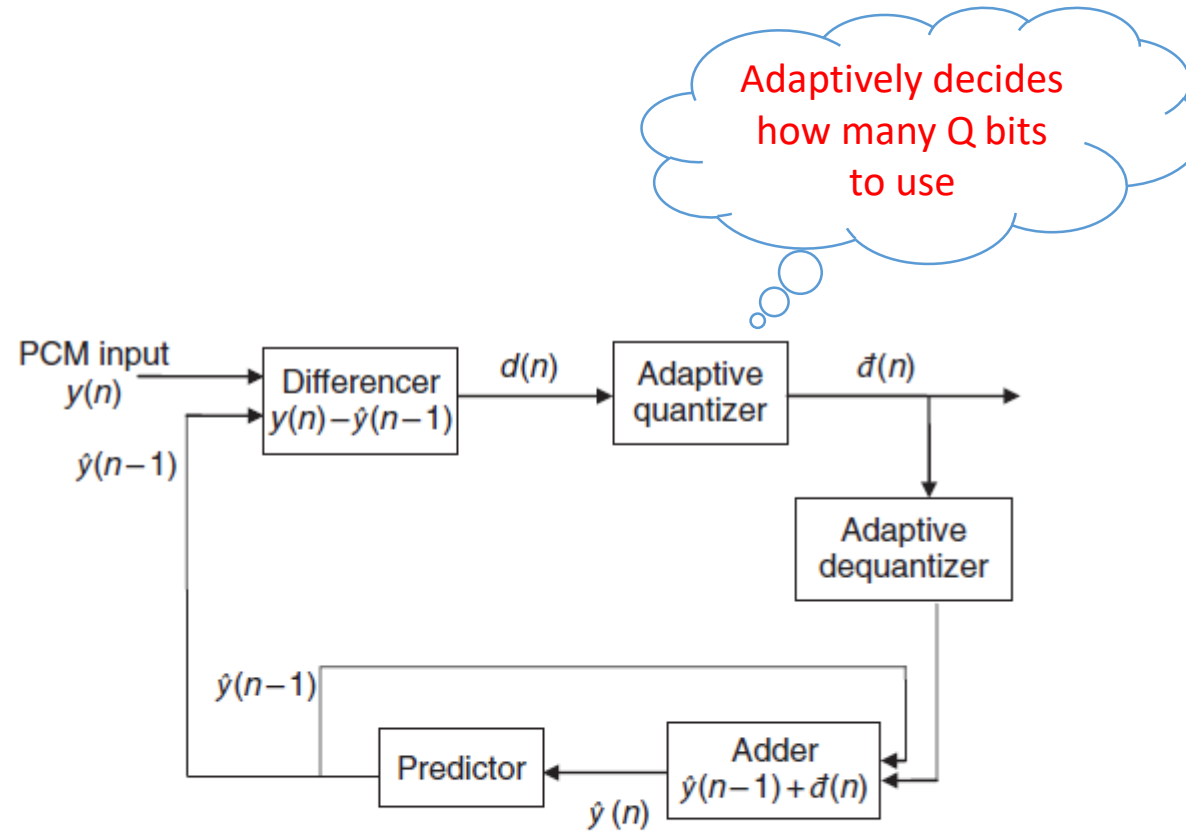 Adaptively decides
how many Q bits
to use
PCM input
y(n)
Differencer
y(n)−ŷ(n−1)
d(n)
Adaptive
quantizer
đ(n)
ŷ(n−1)
Adaptive
dequantizer
ŷ(n−1)
Predictor
ŷ (n)
Adder
ŷ(n−1)+đ(n)